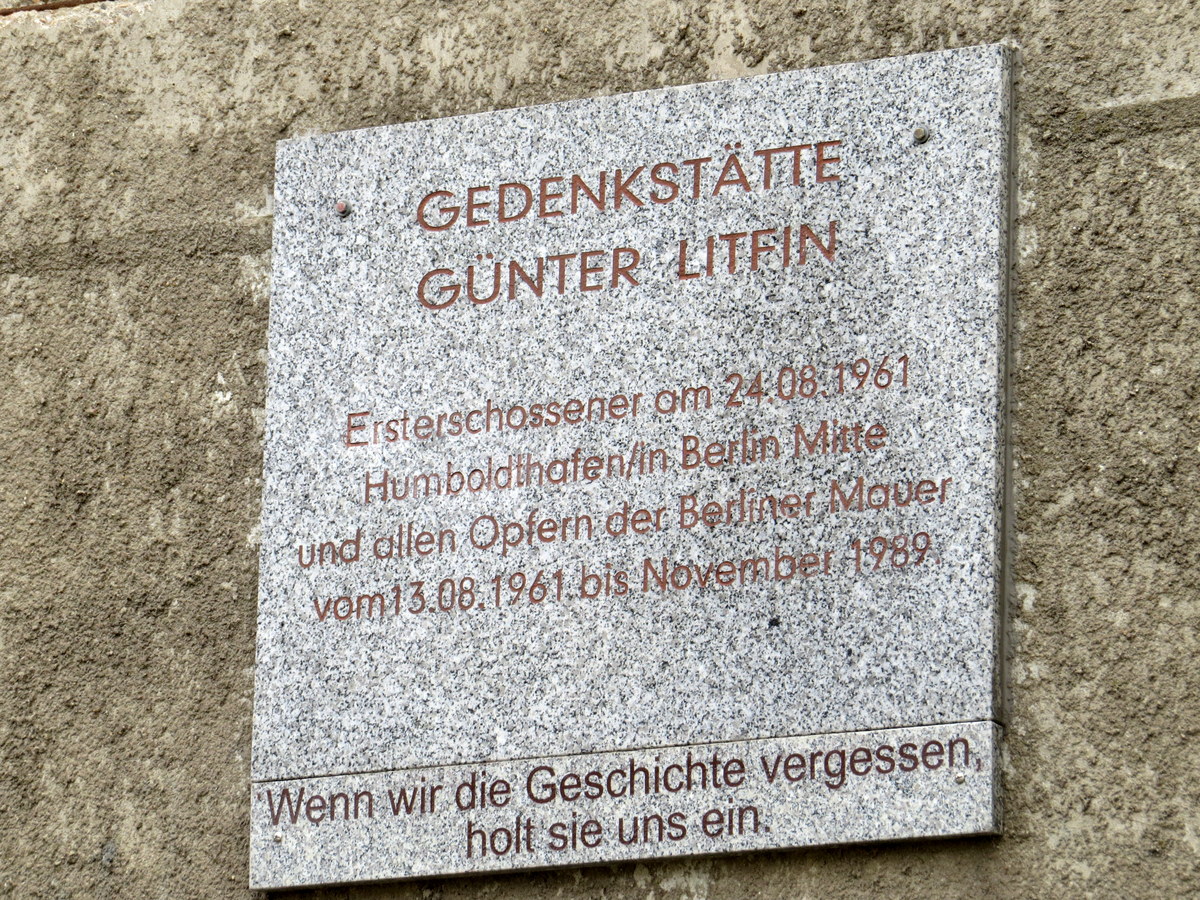 GEDENKSTÄTTE
GÜNTER LITFIN
Ersterschossener am 24.08.1961
Humboldthafen/in Berlin Mitte
und allen Opfern der Berliner Mauer
vom13.08.1961 bis November 1989.
Wenn wir die Geschichte vergessen,
holt sie uns ein.